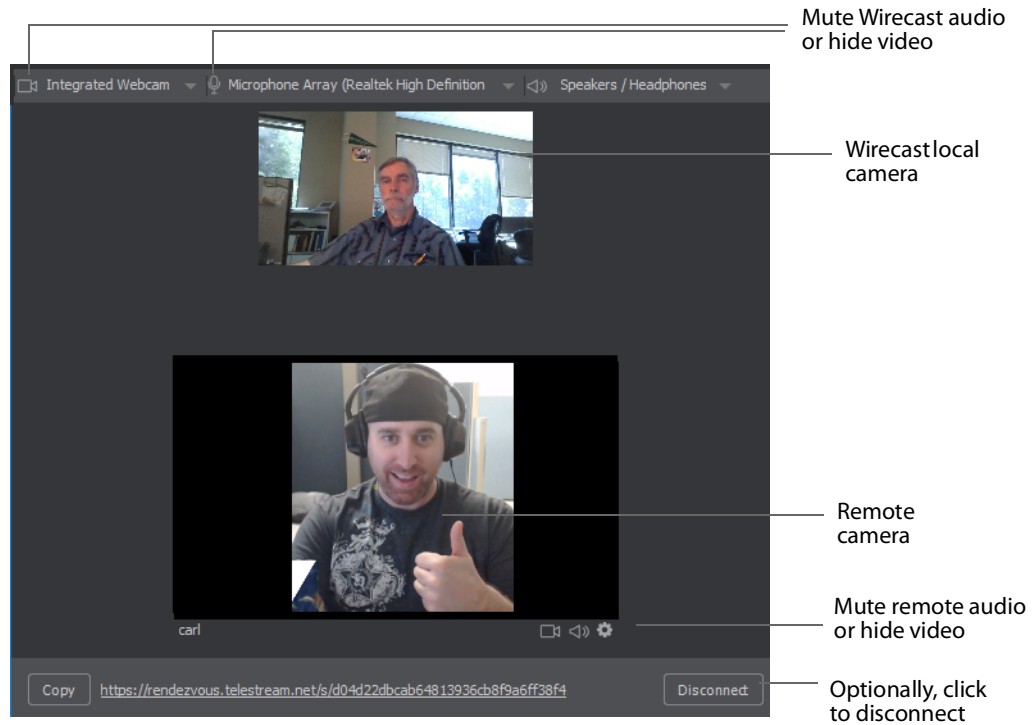 Mute Wirecast audio
or hide video
Integrated Webcam
Microphone Array (Realtek High Definition
Speakers / Headphones
Wirecast local
camera
Remote
camera
carl
Mute remote audio
or hide video
Copy
https://rendezvous.telestream.net/s/d04d22dbcab64813936cb8f9a6ff38f4
Disconnect
Optionally, click
to disconnect